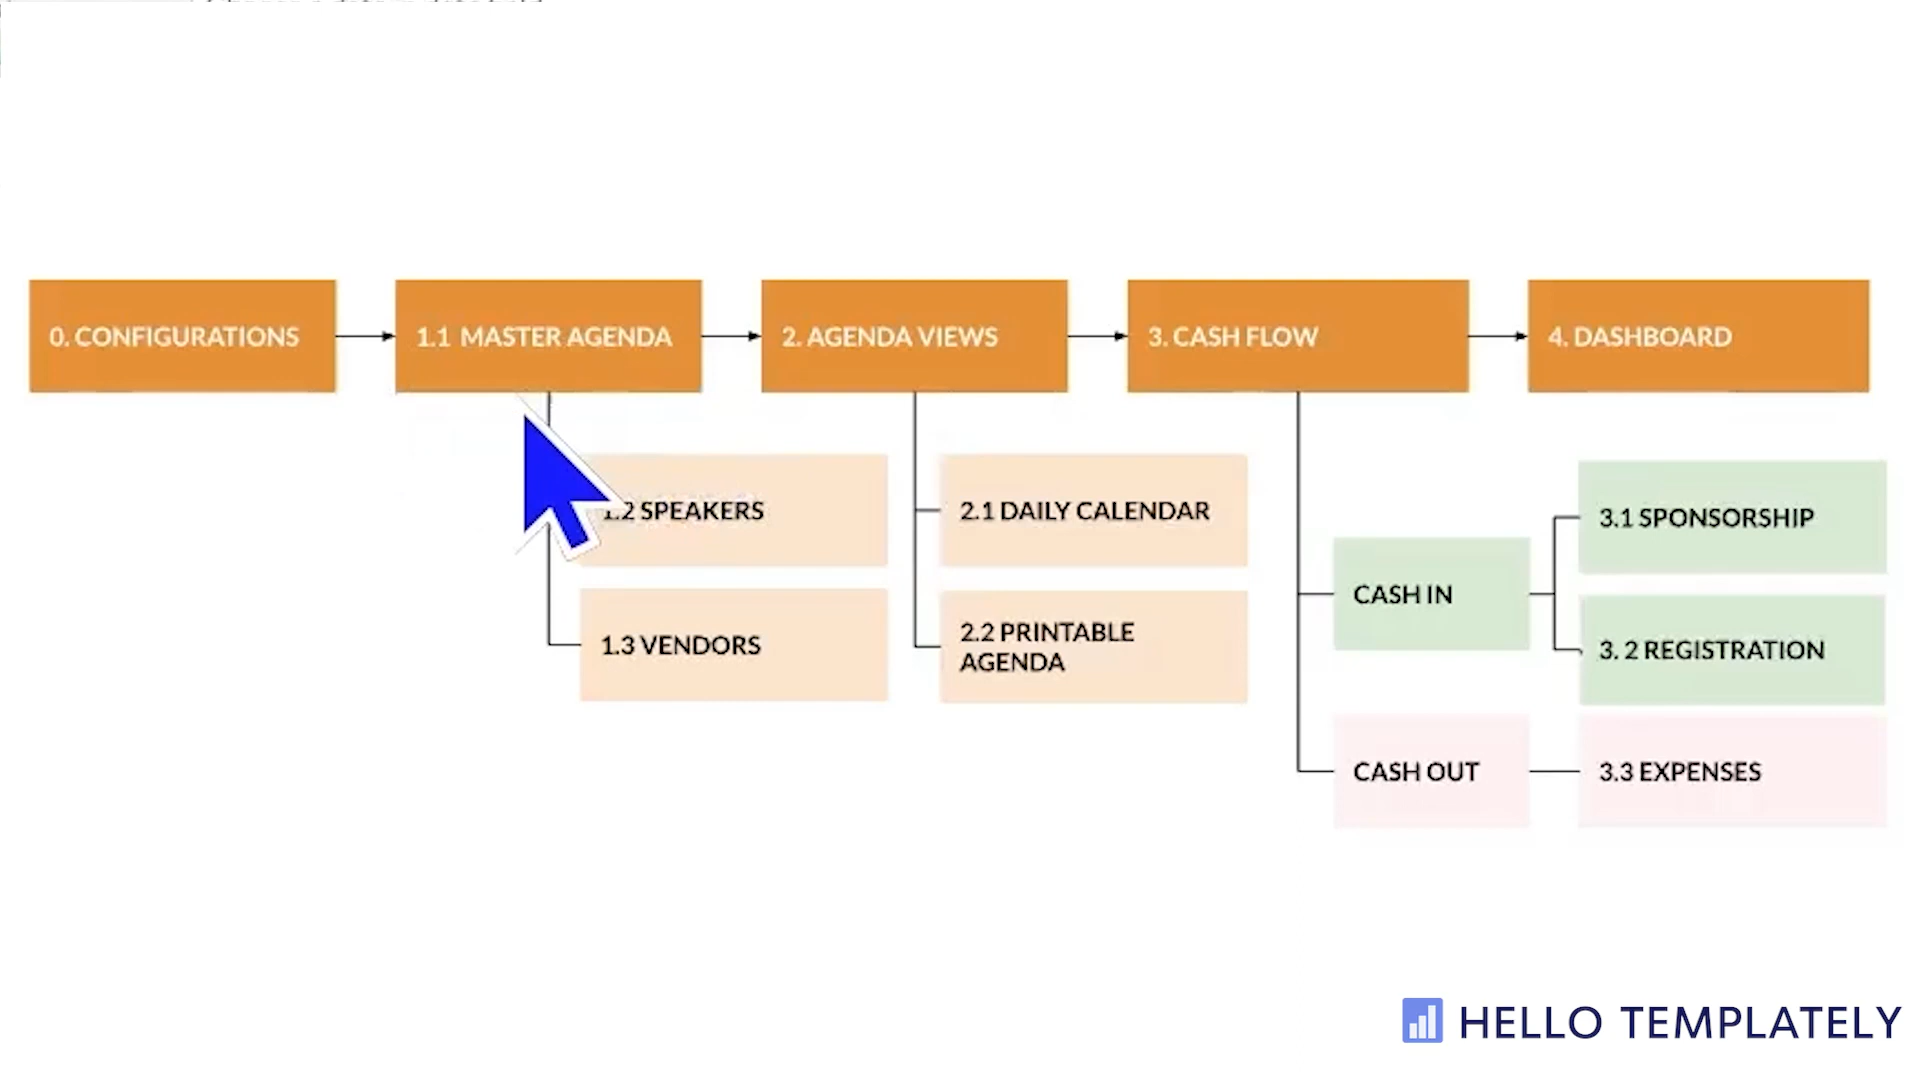 0. CONFIGURATIONS
1.1 MASTER AGENDA
2. AGENDA VIEWS
3. CASH FLOW
4. DASHBOARD
1.2 SPEAKERS
1.3 VENDORS
2.1 DAILY CALENDAR
2.2 PRINTABLE
AGENDA
CASH IN
3.1 SPONSORSHIP
3. 2 REGISTRATION
CASH OUT
3.3 EXPENSES
HELLO TEMPLATELY